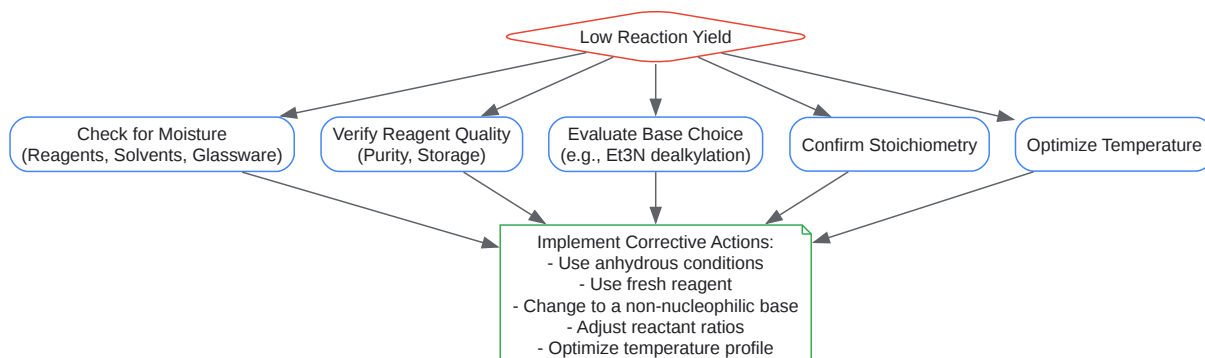 Low Reaction Yield
Check for Moisture
(Reagents, Solvents, Glassware)
Verify Reagent Quality
(Purity, Storage)
Evaluate Base Choice
(e.g., Et3N dealkylation)
Confirm Stoichiometry
Optimize Temperature
Implement Corrective Actions:
- Use anhydrous conditions
- Use fresh reagent
- Change to a non-nucleophilic base
- Adjust reactant ratios
- Optimize temperature profile